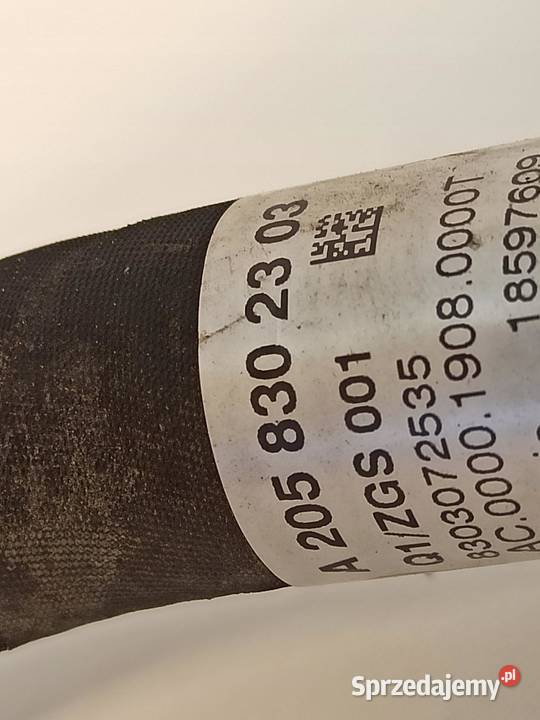 A 205 830 23 03
Q1/ZGS 001
8303072535
AC.0000.1908.0000T
18597609
Sprzedajemy.pl